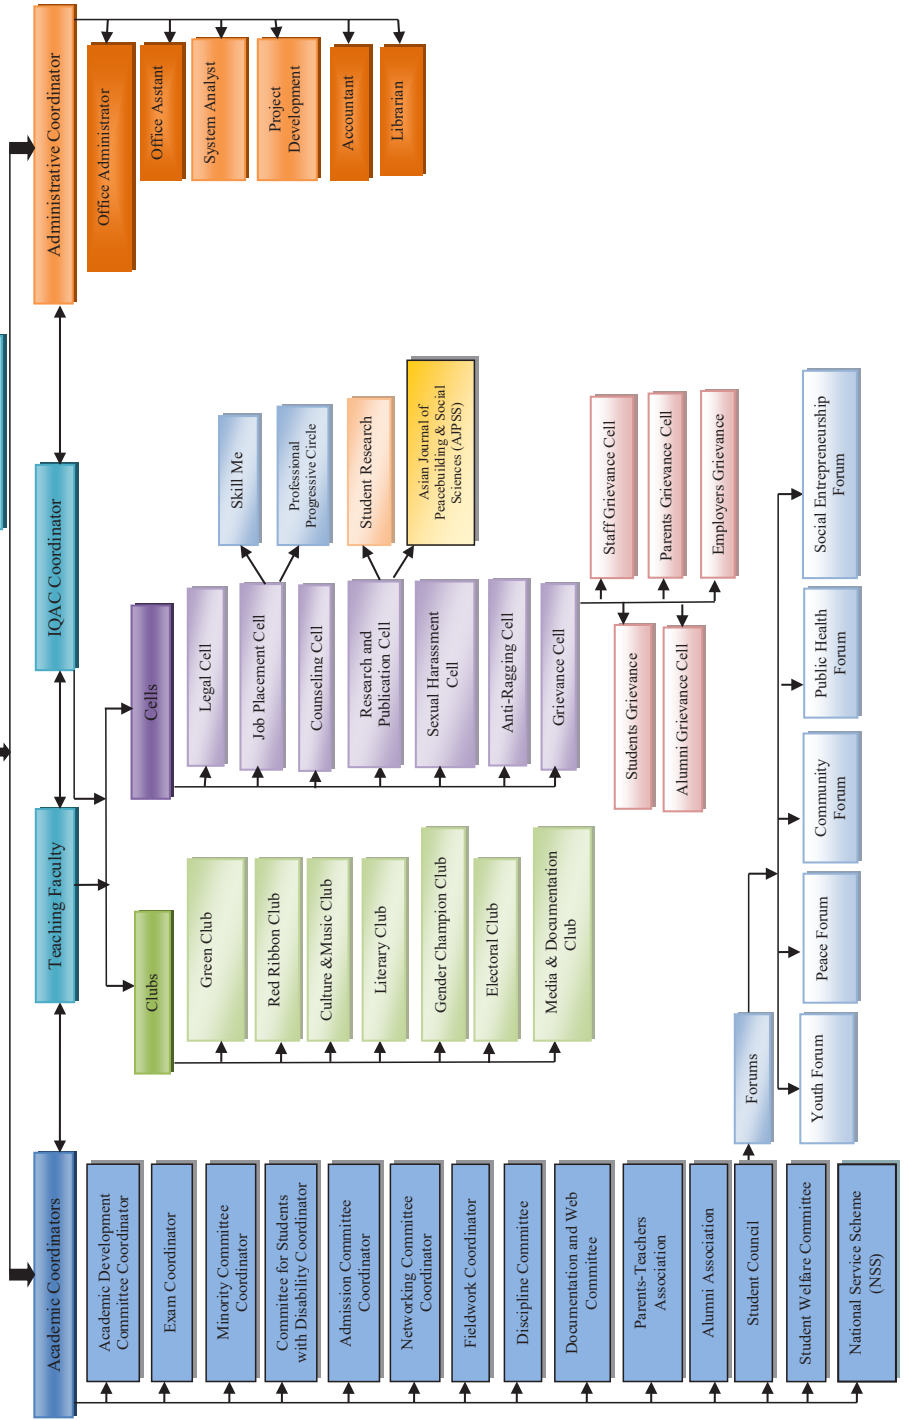 Academic Coordinators
Teaching Faculty
IQAC Coordinator
Administrative Coordinator
Academic Development
Committee Coordinator
Exam Coordinator
Minority Committee
Coordinator
Committee for Students
with Disability Coordinator
Admission Committee
Coordinator
Networking Committee
Coordinator
Fieldwork Coordinator
Discipline Committee
Documentation and Web
Committee
Parents-Teachers
Association
Alumni Association
Student Council
Student Welfare Committee
National Service Scheme
(NSS)
Clubs
Green Club
Red Ribbon Club
Culture &Music Club
Literary Club
Gender Champion Club
Electoral Club
Media & Documentation
Club
Cells
Legal Cell
Job Placement Cell
Counseling Cell
Research and
Publication Cell
Sexual Harassment
Cell
Anti-Ragging Cell
Grievance Cell
Skill Me
Professional
Progressive Circle
Student Research
Asian Journal of
Peacebuilding & Social
Sciences (AJPSS)
Students Grievance
Alumni Grievance Cell
Staff Grievance Cell
Parents Grievance Cell
Employers Grievance
Forums
Youth Forum
Peace Forum
Community
Forum
Public Health
Forum
Social Entrepreneurship
Forum
Office Administrator
Office Asstant
System Analyst
Project
Development
Accountant
Librarian